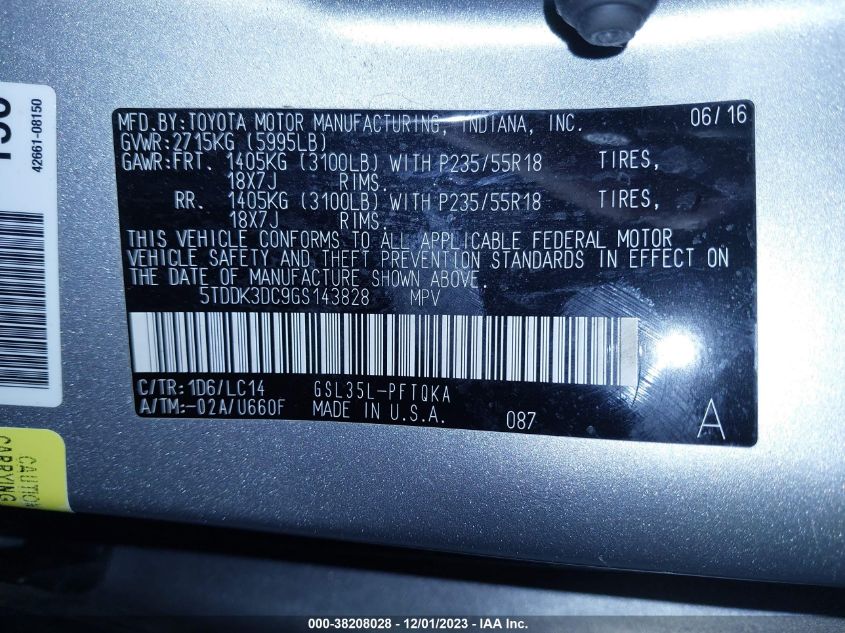 MFD.BY:TOYOTA MOTOR MANUFACTURING, INDIANA, INC. 06/16
GVWR:2715KG (5995LB)
GAWR:FRT. 1405KG (3100LB) WITH P235/55R18 TIRES,
18X7J RIMS.
RR. 1405KG (3100LB) WITH P235/55R18 TIRES,
18X7J RIMS.
THIS VEHICLE CONFORMS TO ALL APPLICABLE FEDERAL MOTOR
VEHICLE SAFETY AND THEFT PREVENTION STANDARDS IN EFFECT ON
THE DATE OF MANUFACTURE SHOWN ABOVE.
5TDDK3DC9GS143828 MPV
C/TR:1D6/LC14 GSL35L-PFTQKA
A/TM:-02A/U660F MADE IN U.S.A. 087 A
42661-08150
CARRYING
000-38208028 - 12/01/2023 - IAA Inc.